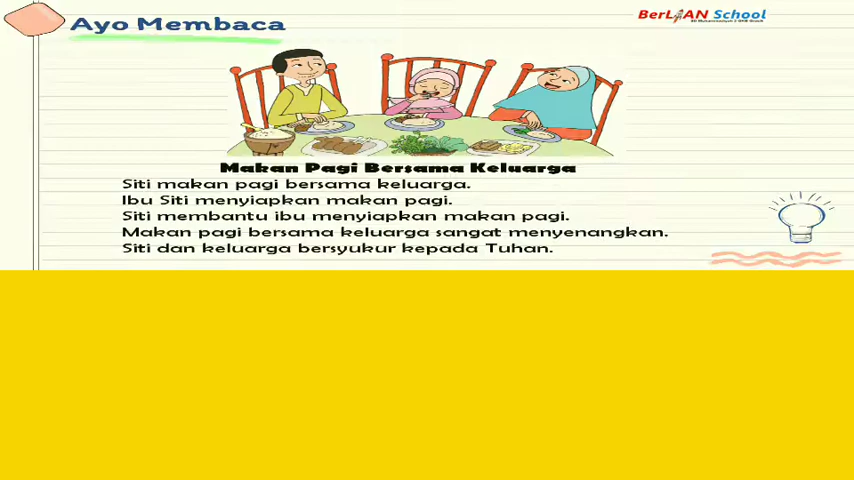 Ayo Membaca
BerLIAN School
Makan Pagi Bersama Keluarga
Siti makan pagi bersama keluarga.
Ibu Siti menyiapkan makan pagi.
Siti membantu ibu menyiapkan makan pagi.
Makan pagi bersama keluarga sangat menyenangkan.
Siti dan keluarga bersyukur kepada Tuhan.